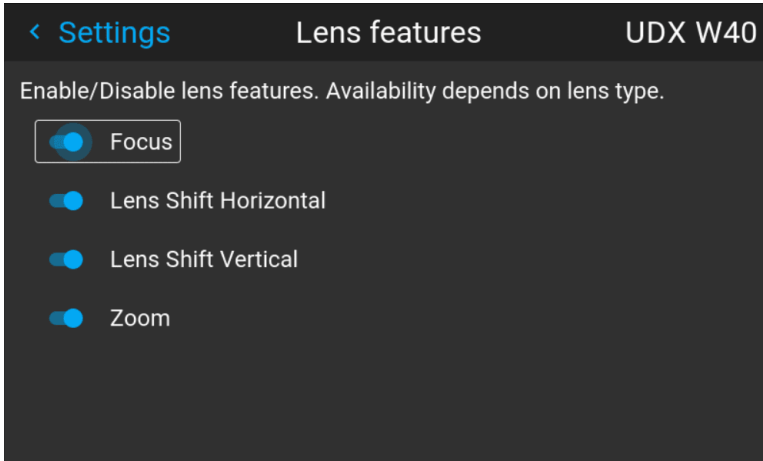 Settings
Lens features
UDX W40
Enable/Disable lens features. Availability depends on lens type.
Focus
Lens Shift Horizontal
Lens Shift Vertical
Zoom